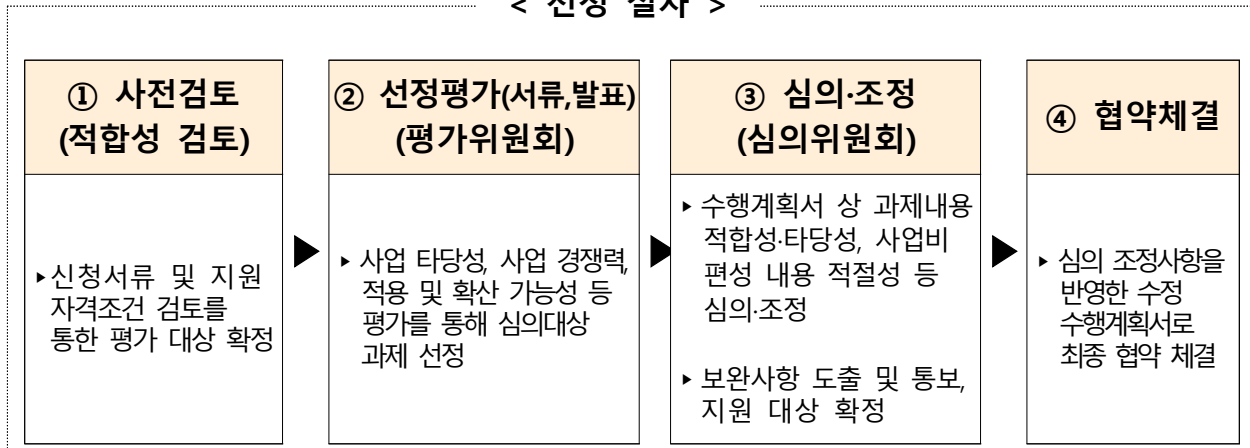 < 선정 절차 >
① 사전검토
(적합성 검토)
▸신청서류 및 지원
자격조건 검토를
통한 평가 대상 확정
② 선정평가(서류,발표)
(평가위원회)
▸ 사업 타당성, 사업 경쟁력,
적용 및 확산 가능성 등
평가를 통해 심의대상
과제 선정
③ 심의·조정
(심의위원회)
▸ 수행계획서 상 과제내용
적합성·타당성, 사업비
편성 내용 적절성 등
심의·조정
▸ 보완사항 도출 및 통보,
지원 대상 확정
④ 협약체결
▸ 심의 조정사항을
반영한 수정
수행계획서로
최종 협약 체결